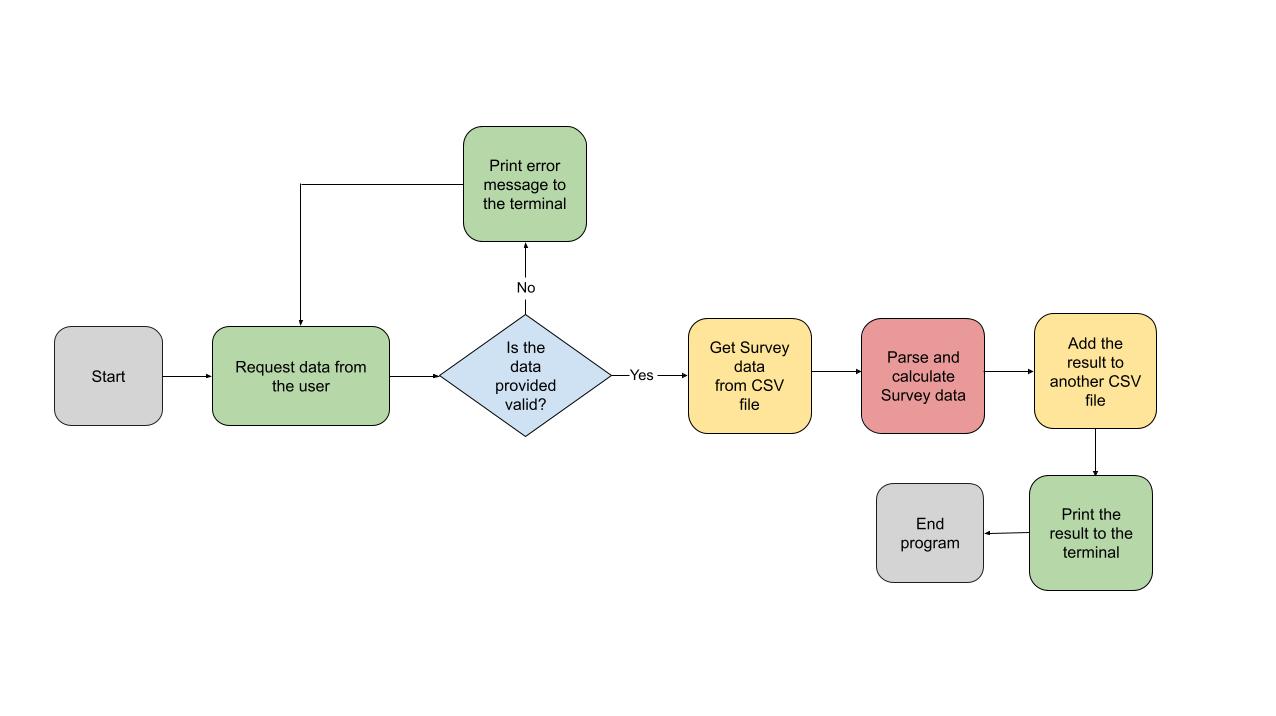 Print error
message to
the terminal
No
Start
Request data from
the user
Is the
data
provided
valid?
Yes
Get Survey
data
from CSV
file
Parse and
calculate
Survey data
Add the
result to
another CSV
file
End
program
Print the
result to the
terminal